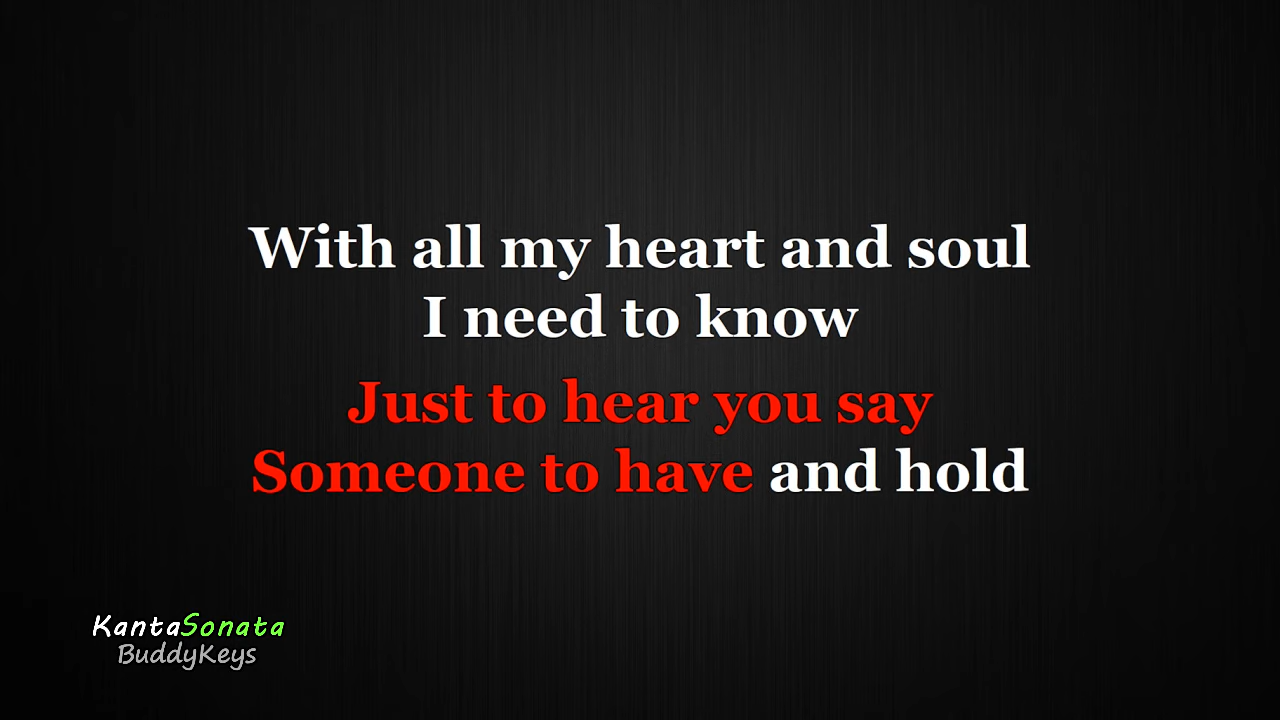 With all my heart and soul
I need to know
Just to hear you say
Someone to have and hold
KantaSonata
BuddyKeys